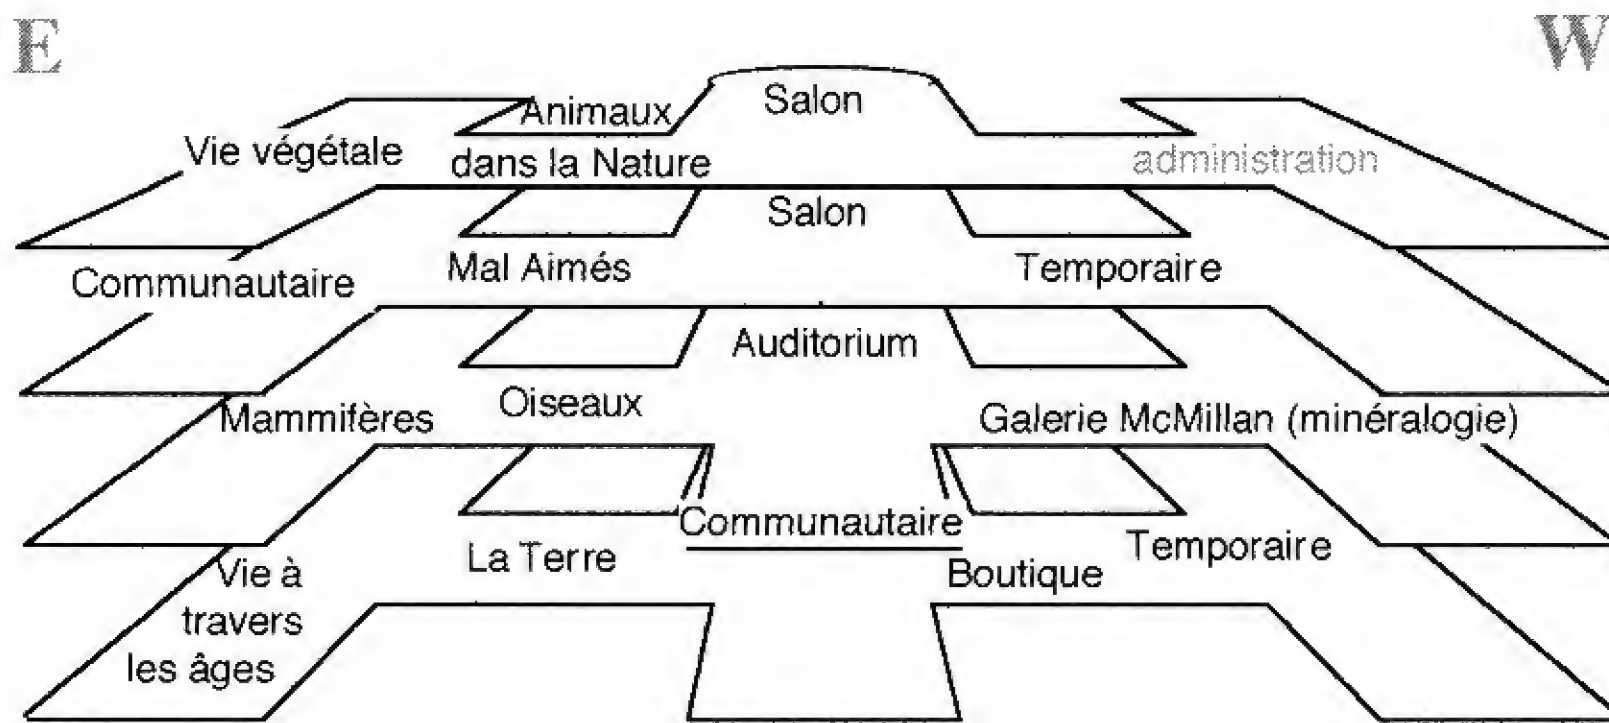 E
W
Salon
Animaux
dans la Nature
Vie végétale
administration
Salon
Communautaire
Mal Aimés
Temporaire
Auditorium
Mammifères
Oiseaux
Galerie McMillan (minéralogie)
Communautaire
La Terre
Temporaire
Boutique
Vie à
travers
les âges